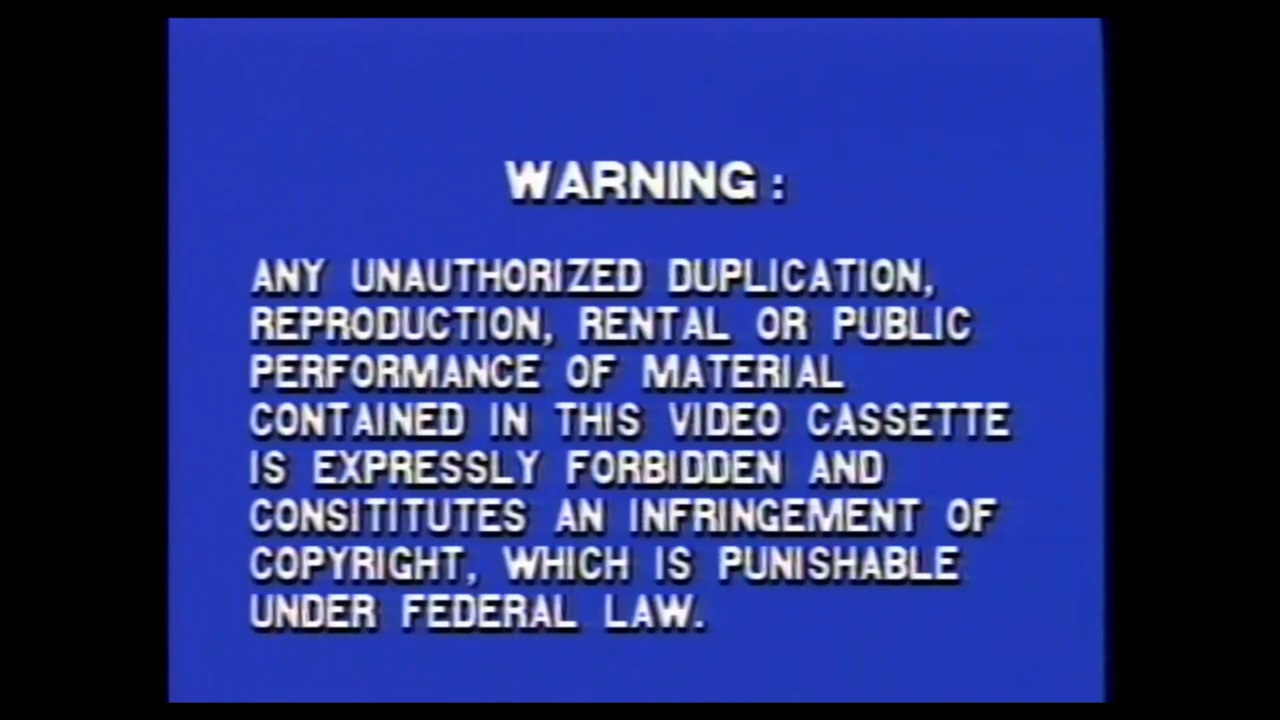 WARNING:
ANY UNAUTHORIZED DUPLICATION,
REPRODUCTION, RENTAL OR PUBLIC
PERFORMANCE OF MATERIAL
CONTAINED IN THIS VIDEO CASSETTE
IS EXPRESSLY FORBIDDEN AND
CONSITITUTES AN INFRINGEMENT OF
COPYRIGHT, WHICH IS PUNISHABLE
UNDER FEDERAL LAW.